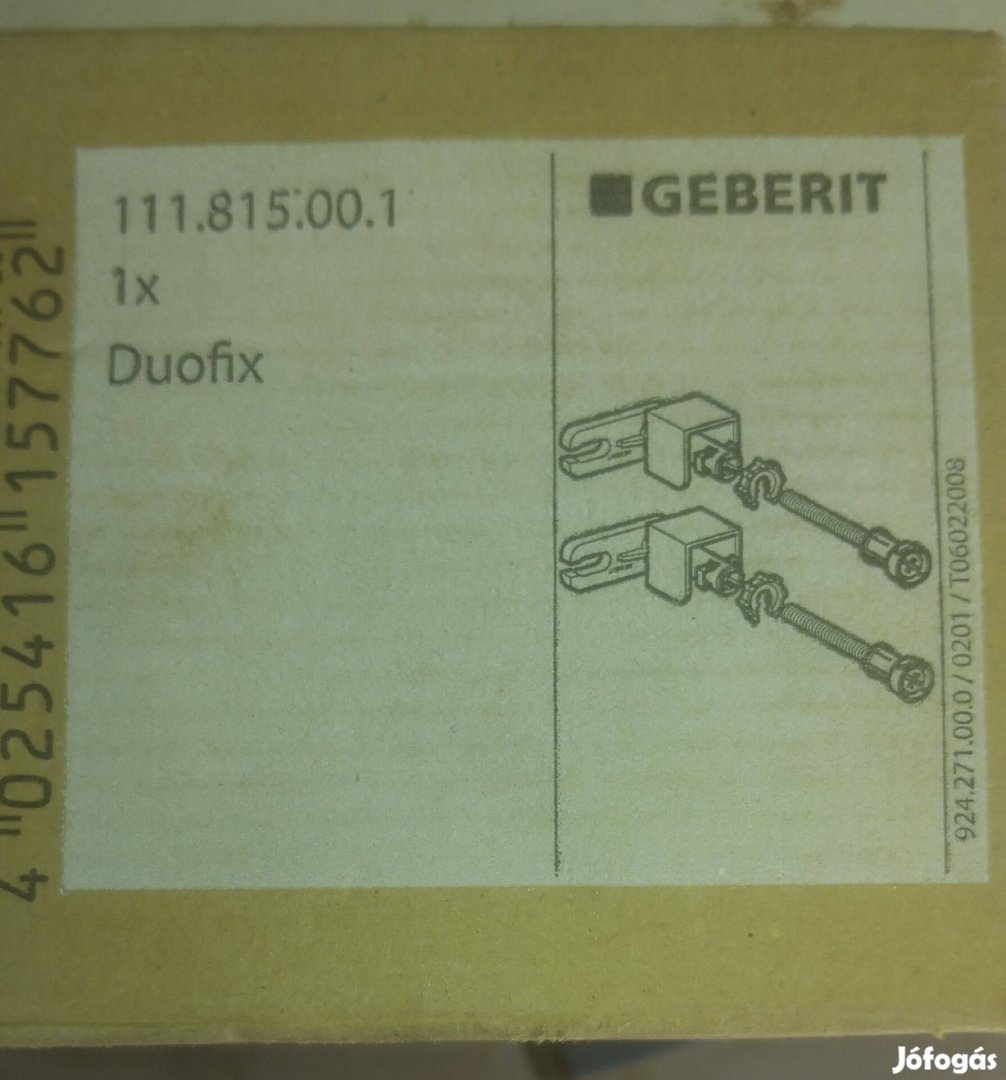 111.815.00.1
1x
Duofix
GEBERIT
924.271.00.0 / 0201 / T06022008
4 "025416"157762"
Jófogás